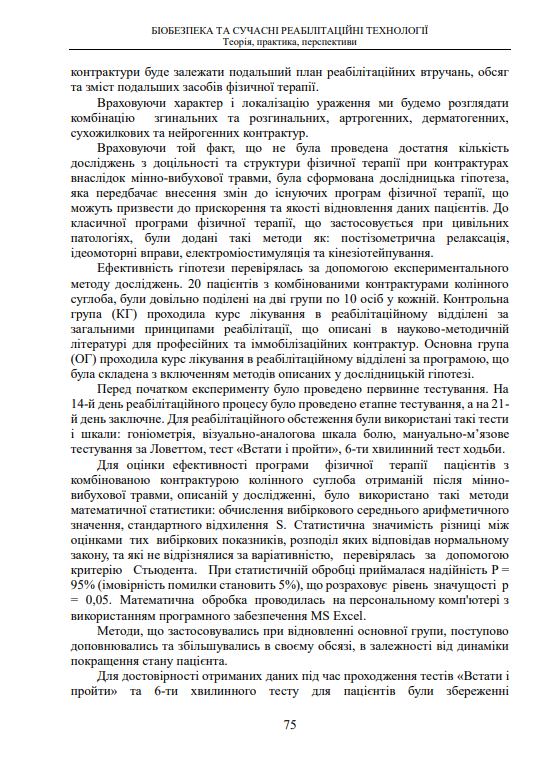 БІОБЕЗПЕКА ТА СУЧАСНІ РЕАБІЛІТАЦІЙНІ ТЕХНОЛОГІЇ
Теорія, практика, перспективи
контрактури буде залежати подальший план реабілітаційних втручань, обсяг
та зміст подальших засобів фізичної терапії.
Враховуючи характер і локалізацію ураження ми будемо розглядати
комбінацію згинальних та розгинальних, артрогенних, дерматогенних,
сухожилкових та нейрогенних контрактур.
Враховуючи той факт, що не була проведена достатня кількість
досліджень з доцільності та структури фізичної терапії при контрактурах
внаслідок мінно-вибухової травми, була сформована дослідницька гіпотеза,
яка передбачає внесення змін до існуючих програм фізичної терапії, що
можуть призвести до прискорення та якості відновлення даних пацієнтів. До
класичної програми фізичної терапії, що застосовується при цивільних
патологіях, були додані такі методи як: постізометрична релаксація,
ідеомоторні вправи, електроміостимуляція та кінезіотейпування.
Ефективність гіпотези перевірялась за допомогою експериментального
методу досліджень. 20 пацієнтів з комбінованими контрактурами колінного
суглоба, були довільно поділені на дві групи по 10 осіб у кожній. Контрольна
група (КГ) проходила курс лікування в реабілітаційному відділенні за
загальними принципами реабілітації, що описані в науково-методичній
літературі для професійних та іммобілізаційних контрактур. Основна група
(ОГ) проходила курс лікування в реабілітаційному відділенні за програмою, що
була складена з включенням методів описаних у дослідницькій гіпотезі.
Перед початком експерименту було проведено первинне тестування. На
14-й день реабілітаційного процесу було проведено етапне тестування, а на 21-
й день заключне. Для реабілітаційного обстеження були використані такі тести
і шкали: гоніометрія, візуально-аналогова шкала болю, мануально-м’язове
тестування за Ловеттом, тест «Встати і пройти», 6-ти хвилинний тест ходьби.
Для оцінки ефективності програми фізичної терапії пацієнтів з
комбінованою контрактурою колінного суглоба отриманій після мінно-
вибухової травми, описаній у дослідженні, було використано такі методи
математичної статистики: обчислення вибіркового середнього арифметичного
значення, стандартного відхилення S. Статистична значимість різниці між
оцінками тих вибіркових показників, розподіл яких відповідав нормальному
закону, та які не відрізнялися за варіативністю, перевірялась за допомогою
критерію Стьюдента. При статистичній обробці приймалася надійність Р =
95% (імовірність помилки становить 5%), що розраховує рівень значущості p
= 0,05. Математична обробка проводилась на персональному комп'ютері з
використанням програмного забезпечення MS Excel.
Методи, що застосовувались при відновленні основної групи, поступово
доповнювались та збільшувались в своєму обсязі, в залежності від динаміки
покращення стану пацієнта.
Для достовірності отриманих даних під час проходження тестів «Встати і
пройти» та 6-ти хвилинного тесту для пацієнтів були збереженні
75